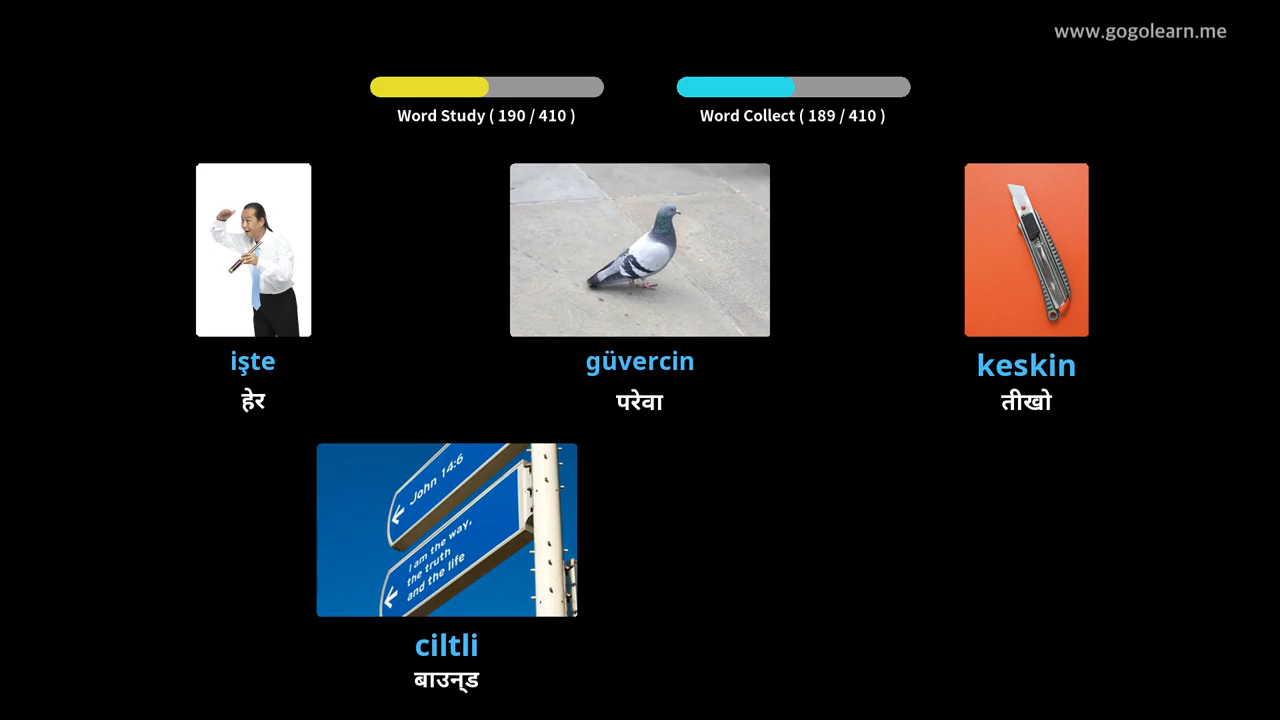 www.gogolearn.me
Word Study ( 190 / 410 )
Word Collect ( 189 / 410 )
işte
güvercin
keskin
हेर
परेवा
तीखो
John 14:6
I am the way,
the truth
and the life
ciltli
बाउन्ड